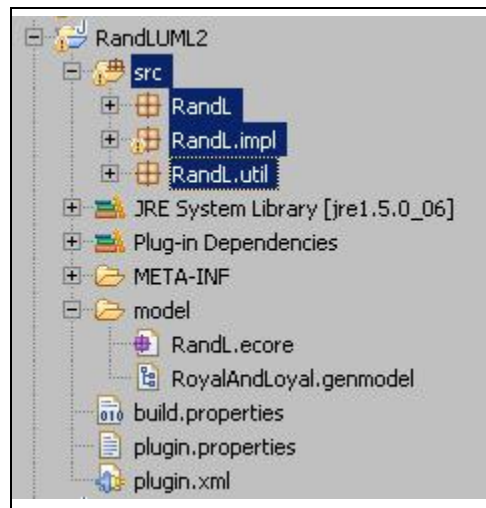 RandLUML2
src
RandL
RandL.impl
RandL.util
JRE System Library [jre1.5.0_06]
Plug-in Dependencies
META-INF
model
RandL.ecore
RoyalAndLoyal.genmodel
010
build.properties
plugin.properties
plugin.xml